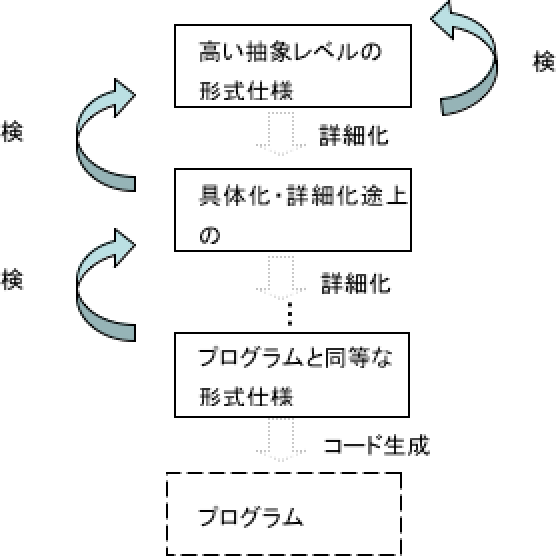 高い抽象レベルの
形式仕様
検
検
詳細化
具体化・詳細化途上
の
検
詳細化
プログラムと同等な
形式仕様
コード生成
プログラム